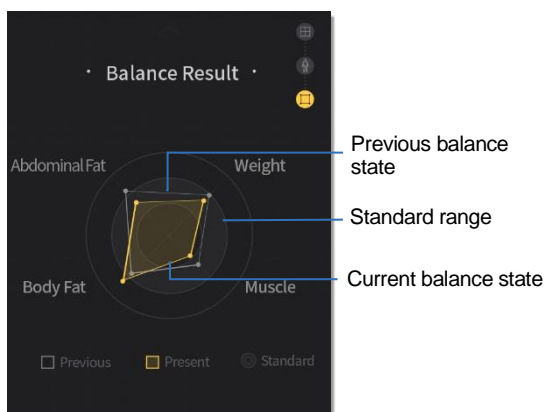 · Balance Result ·
Abdominal Fat
Weight
Body Fat
Muscle
Previous
Present
Standard
Previous balance
state
Standard range
Current balance state